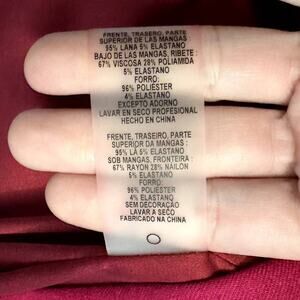 FRENTE, TRASERO, PARTE
SUPERIOR DE LAS MANGAS :
95% LANA 5% ELASTANO
BAJO DE LAS MANGAS, RIBETE :
67% VISCOSA 28% POLIAMIDA
5% ELASTANO
FORRO:
96% POLIÉSTER
4% ELASTANO
EXCEPTO ADORNO
LAVAR EN SECO PROFESIONAL
HECHO EN CHINA
FRENTE, TRASEIRO, PARTE
SUPERIOR DA MANGAS :
95% LÃ 5% ELASTANO
SOB MANGAS, FRONTEIRA :
67% RAYON 28% NÁILON
5% ELASTANO
FORRO:
96% POLIÉSTER
4% ELASTANO
SEM DECORAÇÃO
LAVAR A SECO
FABRICADO NA CHINA